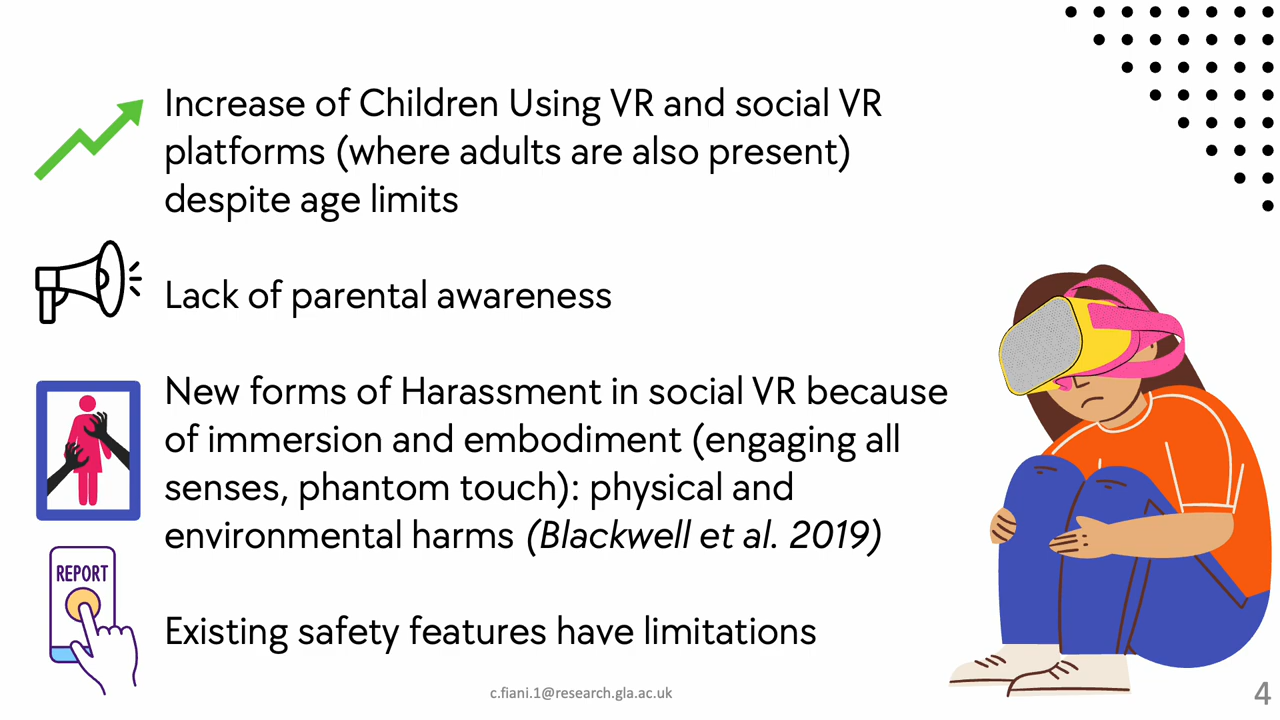 Increase of Children Using VR and social VR
platforms (where adults are also present)
despite age limits
Lack of parental awareness
New forms of Harassment in social VR because
of immersion and embodiment (engaging all
senses, phantom touch): physical and
environmental harms (Blackwell et al. 2019)
REPORT
Existing safety features have limitations
c.fiani.1@research.gla.ac.uk
4